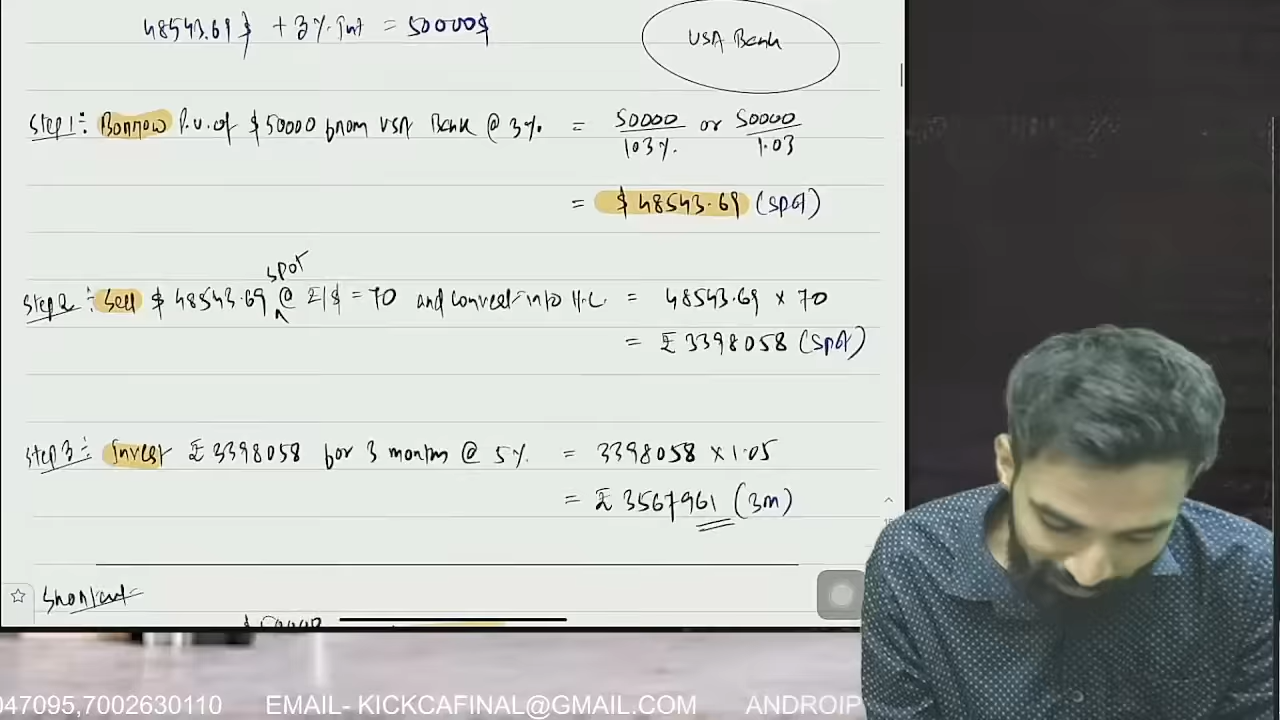 48543.69 $ + 3% Int = 50000$
USA Bank
Step 1 :- Borrow P.V. of $ 50000 from USA Bank @ 3% = 50000/103% or 50000/1.03
= $ 48543.69 (spot)
spot
Step 2 :- Sell $ 48543.69 @ ₹/$ = 70 and convert into H.C. = 48543.69 × 70
= ₹ 3398058 (spot)
Step 3 :- Invest ₹ 3398058 for 3 months @ 5% = 3398058 × 1.05
= ₹ 3567961 (3m)
Shortcut
047095,7002630110 EMAIL- KICKCAFINAL@GMAIL.COM ANDROIP